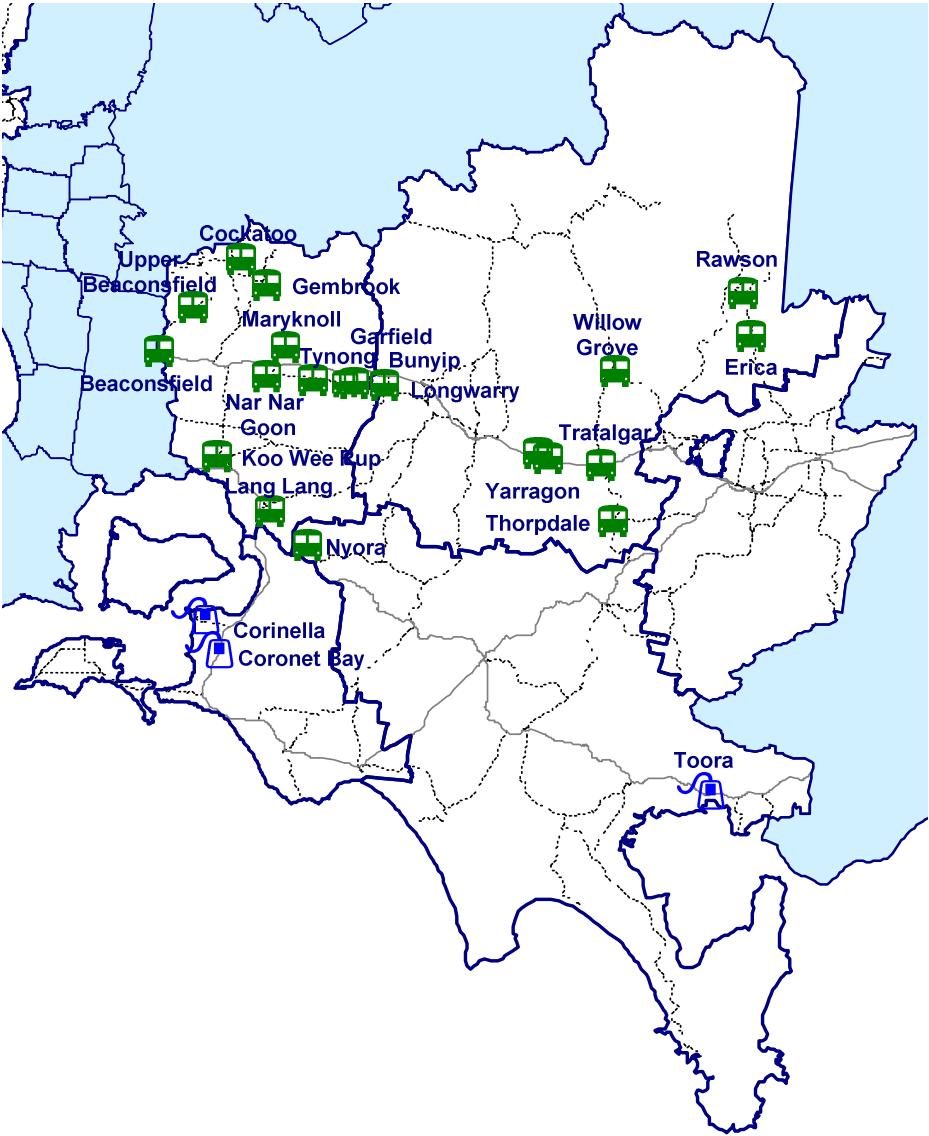 Cockatoo
Upper
Beaconsfield
Gembrook
Rawson
Maryknoll
Willow
Grove
Garfield
Tynong
Bunyip
Erica
Beaconsfield
Longwarry
Nar Nar
Goon
Trafalgar
Koo Wee Rup
Lang Lang
Yarragon
Thorpdale
Nyora
Corinella
Coronet Bay
Toora